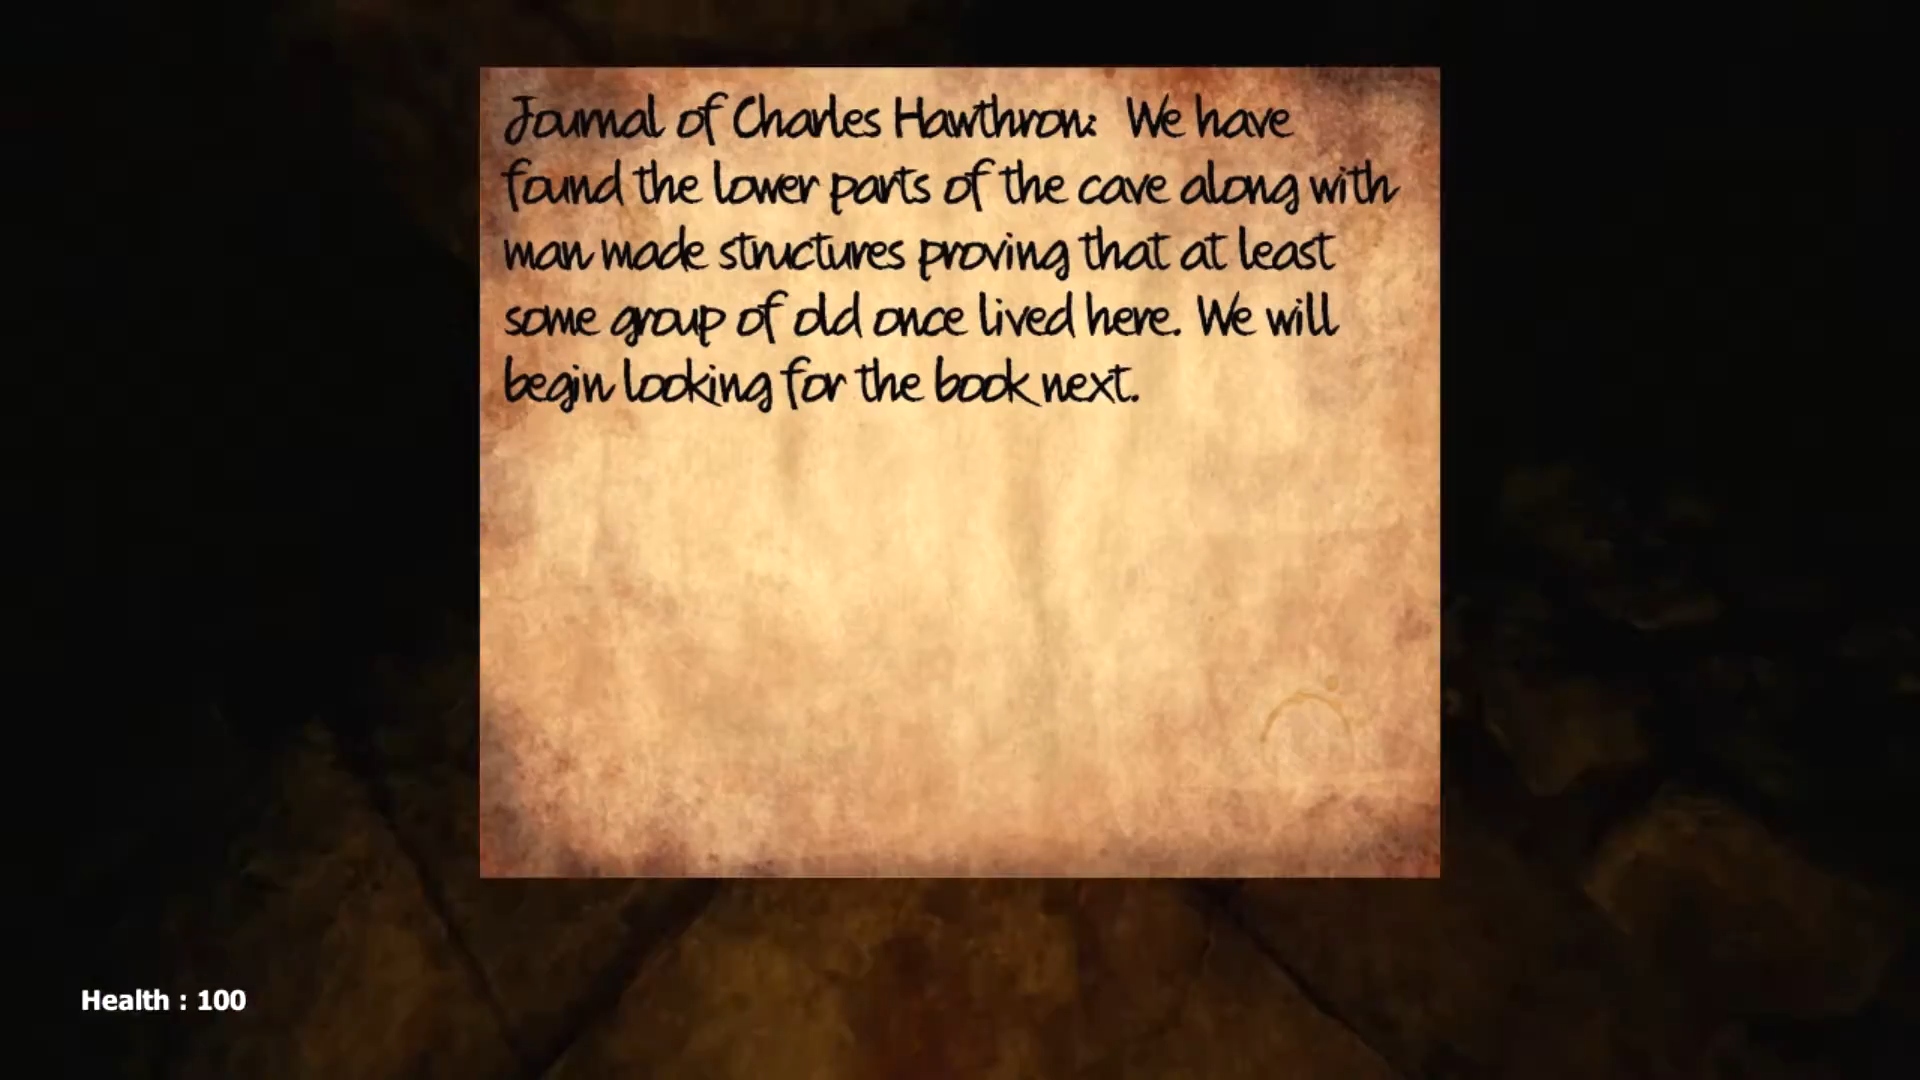 Journal of Charles Hawthron:  We have
found the lower parts of the cave along with
man made structures proving that at least
some group of old once lived here. We will
begin looking for the book next.
Health : 100